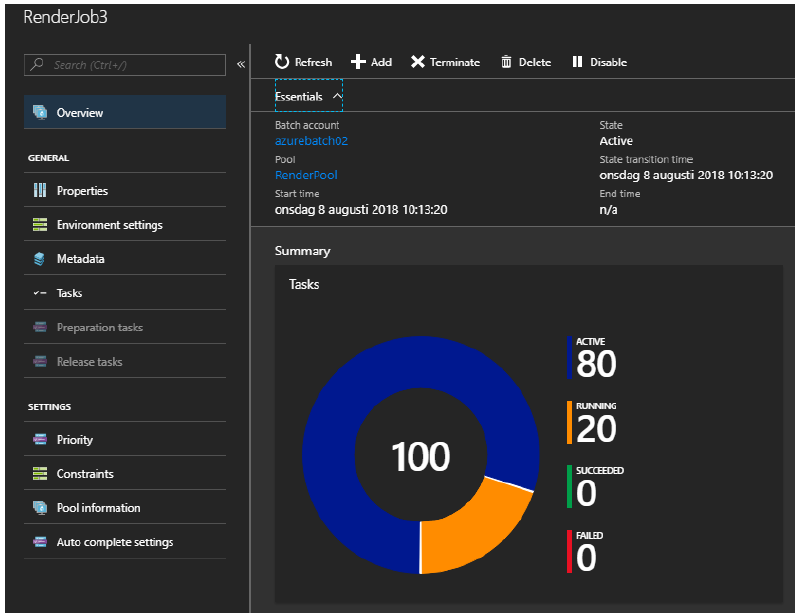 RenderJob3
Search (Ctrl+/)
«
Refresh
Add
Terminate
Delete
Disable
Overview
GENERAL
Properties
Environment settings
Metadata
Tasks
Preparation tasks
Release tasks
SETTINGS
Priority
Constraints
Pool information
Auto complete settings
Essentials
Batch account
azurebatch02
Pool
RenderPool
Start time
onsdag 8 augusti 2018 10:13:20
State
Active
State transition time
onsdag 8 augusti 2018 10:13:20
End time
n/a
Summary
Tasks
100
ACTIVE
80
RUNNING
20
SUCCEEDED
0
FAILED
0